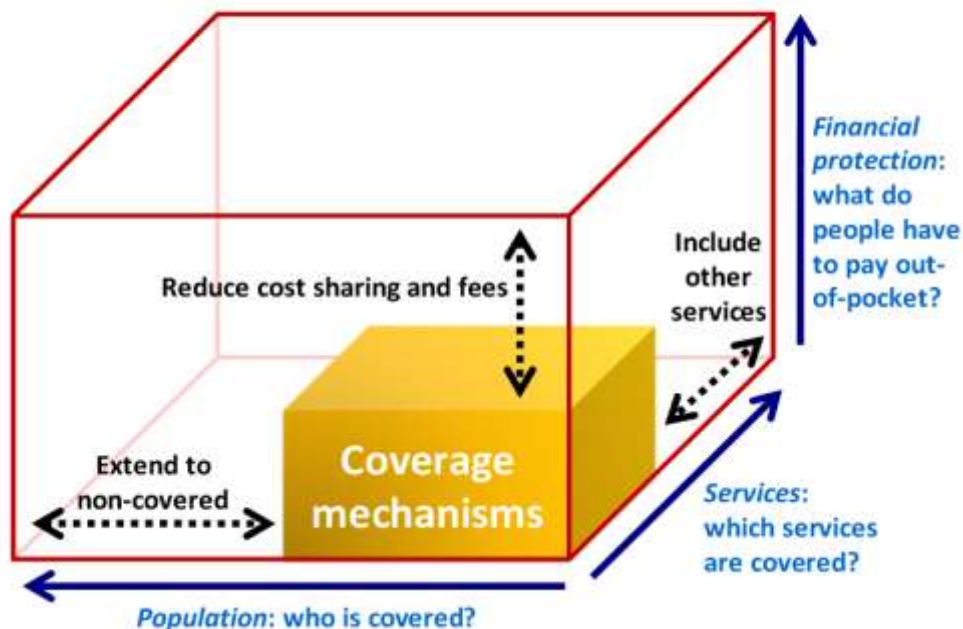 Financial
protection:
what do
people have
to pay out-
of-pocket?
Include
other
services
Reduce cost sharing and fees
Extend to
non-covered
Coverage
mechanisms
Services:
which services
are covered?
Population: who is covered?